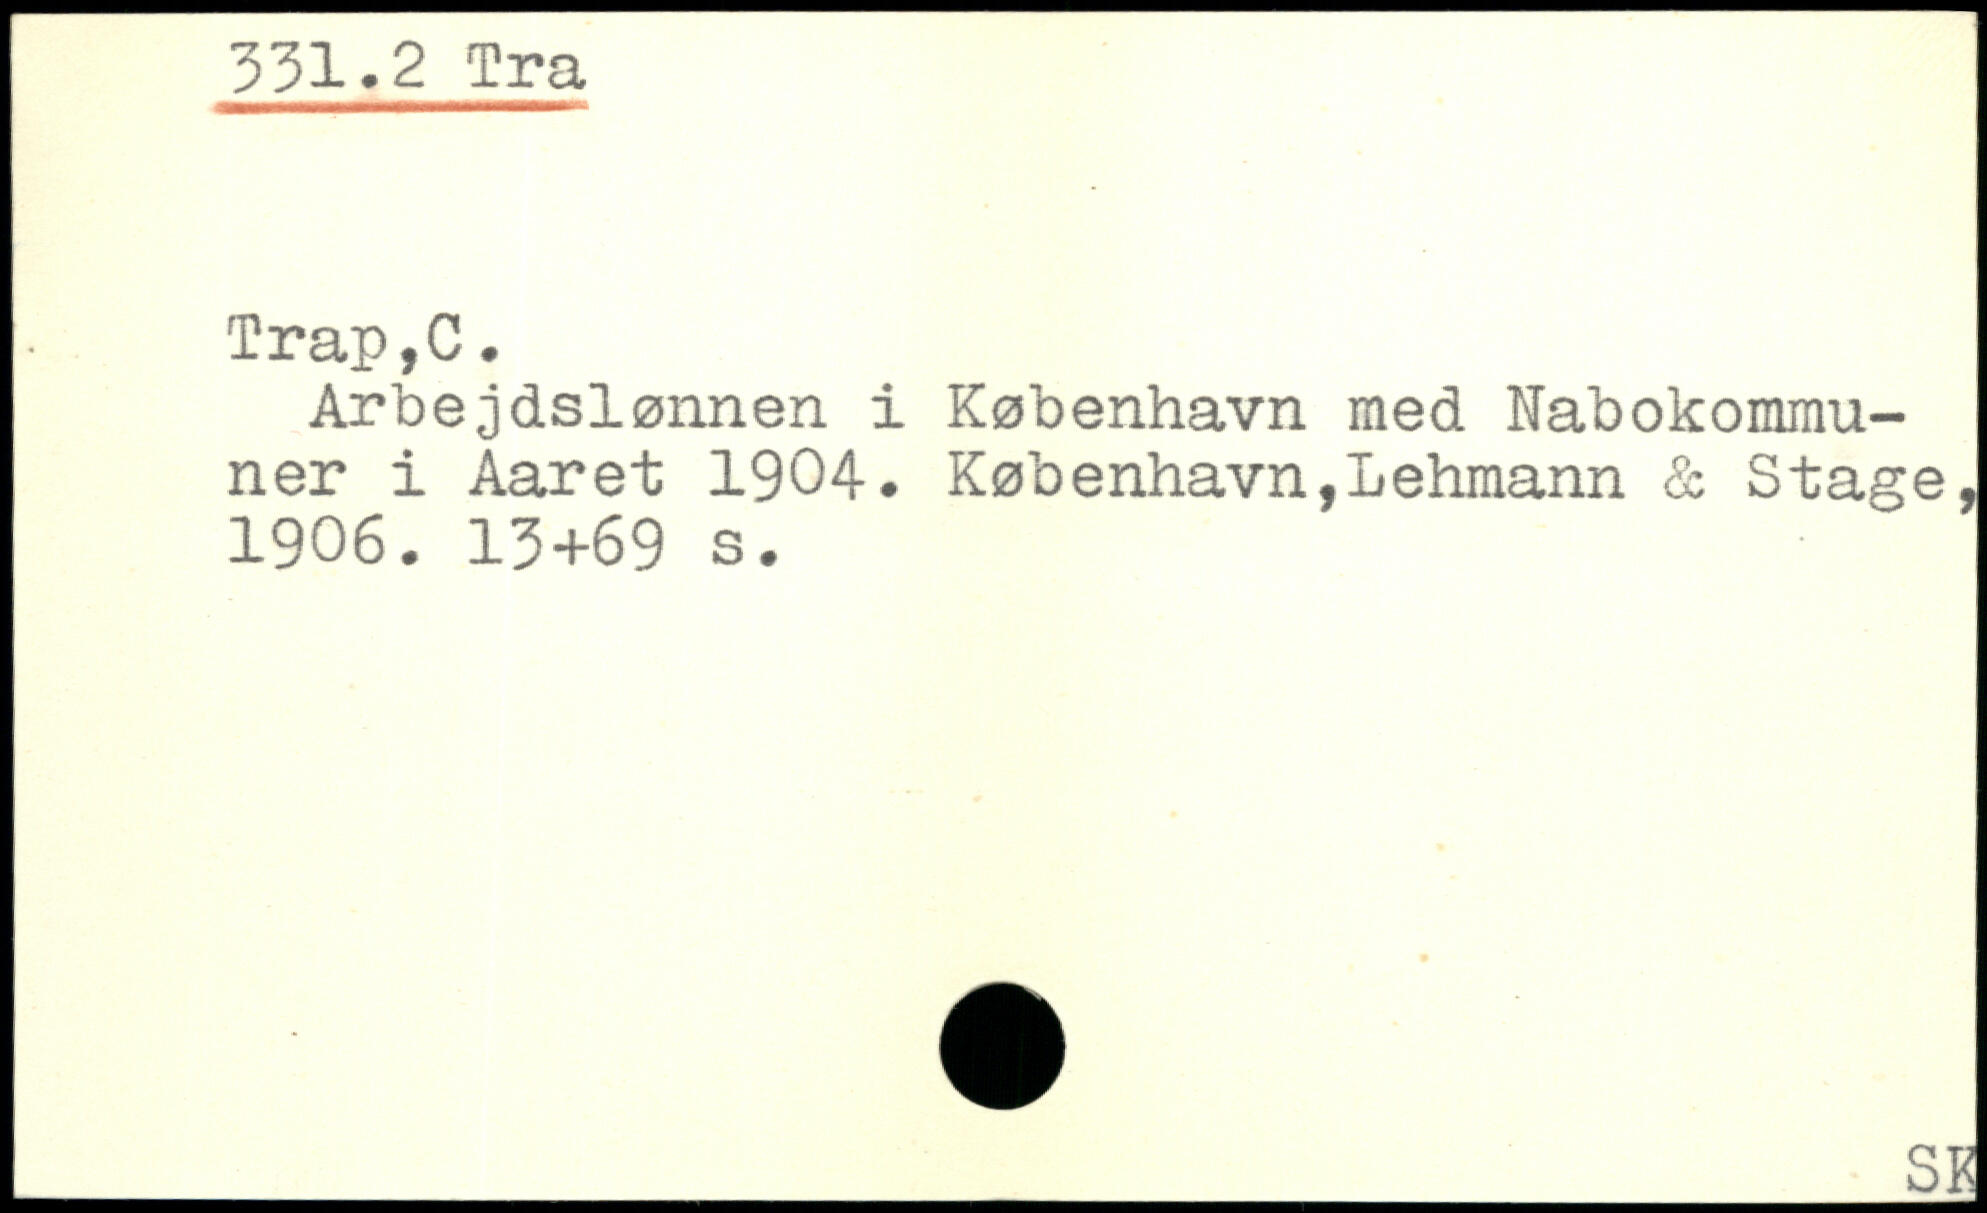 331.2 Tra
Trap,C.
Arbejdslønnen i København med Nabokommu-
ner i Aaret 1904. København,Lehmann & Stage,
1906. 13+69 s.
SK